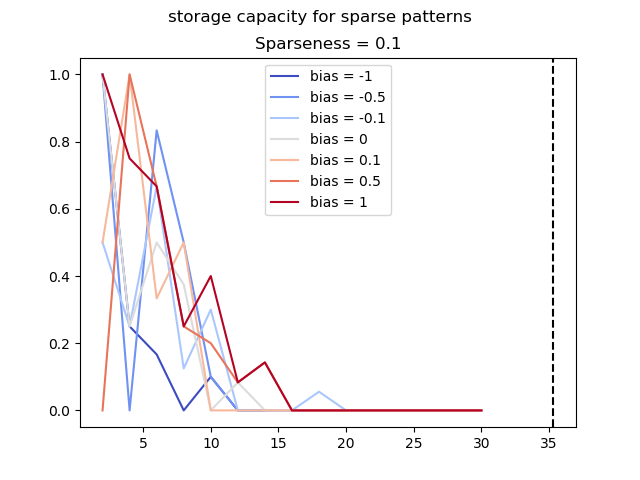 storage capacity for sparse patterns
Sparseness = 0.1
1.0
0.8
0.6
0.4
0.2
0.0
bias = -1
bias = -0.5
bias = -0.1
bias = 0
bias = 0.1
bias = 0.5
bias = 1
5 10 15 20 25 30 35